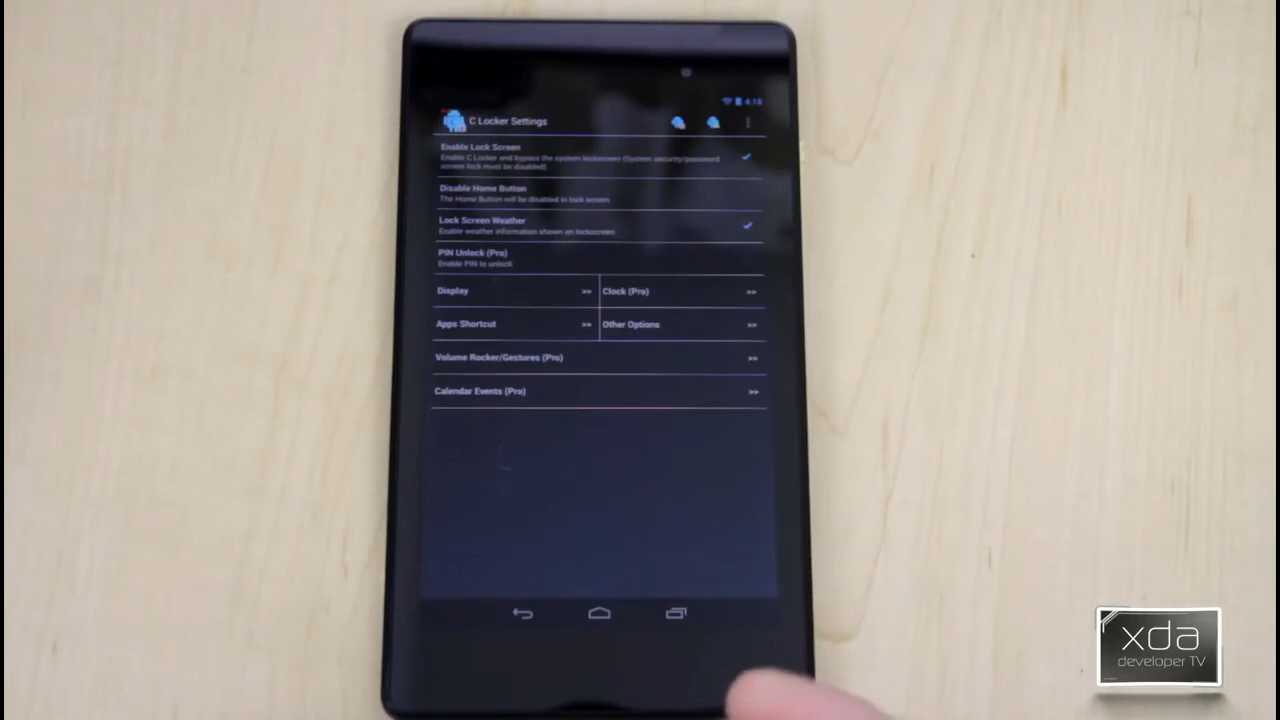 4:19
C Locker Settings
Enable Lock Screen
Enable C Locker and bypass the system lockscreen (System security/password
screen lock must be disabled)
Disable Home Button
The Home Button will be disabled in lock screen
Lock Screen Weather
Enable weather information shown on lockscreen
PIN Unlock (Pro)
Enable PIN to unlock
Display >> Clock (Pro) >>
Apps Shortcut >> Other Options >>
Volume Rocker/Gestures (Pro) >>
Calendar Events (Pro) >>
xda
developer TV